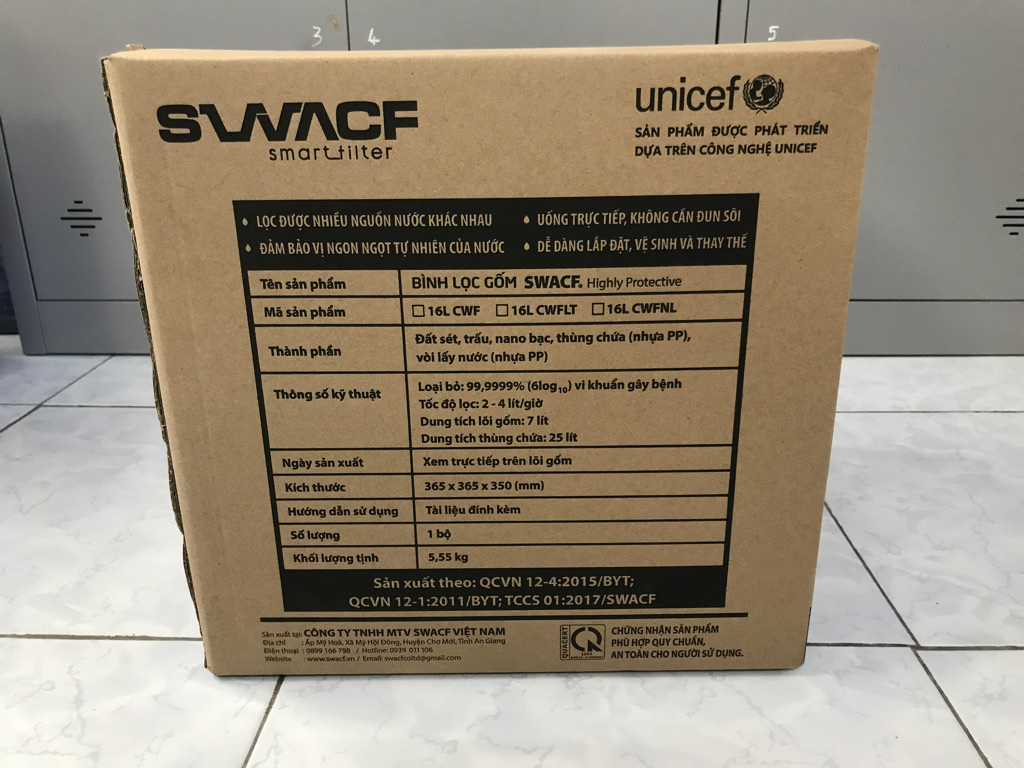 3
4
5
SWACF
smart filter
unicef
SẢN PHẨM ĐƯỢC PHÁT TRIỂN
DỰA TRÊN CÔNG NGHỆ UNICEF
LỌC ĐƯỢC NHIỀU NGUỒN NƯỚC KHÁC NHAU
UỐNG TRỰC TIẾP, KHÔNG CẦN ĐUN SÔI
ĐẢM BẢO VỊ NGON NGỌT TỰ NHIÊN CỦA NƯỚC
DỄ DÀNG LẮP ĐẶT, VỆ SINH VÀ THAY THẾ
Tên sản phẩm BÌNH LỌC GỐM SWACF. Highly Protective
Mã sản phẩm ☐ 16L CWF ☐ 16L CWFLT ☐ 16L CWFNL
Thành phần Đất sét, trấu, nano bạc, thùng chứa (nhựa PP),
vòi lấy nước (nhựa PP)
Thông số kỹ thuật Loại bỏ: 99,9999% (6log10) vi khuẩn gây bệnh
Tốc độ lọc: 2 - 4 lít/giờ
Dung tích lõi gốm: 7 lít
Dung tích thùng chứa: 25 lít
Ngày sản xuất Xem trực tiếp trên lõi gốm
Kích thước 365 x 365 x 350 (mm)
Hướng dẫn sử dụng Tài liệu đính kèm
Số lượng 1 bộ
Khối lượng tịnh 5,55 kg
Sản xuất theo: QCVN 12-4:2015/BYT;
QCVN 12-1:2011/BYT; TCCS 01:2017/SWACF
Sản xuất tại: CÔNG TY TNHH MTV SWACF VIỆT NAM
Địa chỉ : Ấp Mỹ Hoà, Xã Mỹ Hội Đông, Huyện Chợ Mới, Tỉnh An Giang
Điện thoại : 0899 166 798 / Hotline: 0939 011 106
Website : www.swacf.vn / Email: swacfcoltd@gmail.com
QUACERT
CHỨNG NHẬN SẢN PHẨM
PHÙ HỢP QUY CHUẨN,
AN TOÀN CHO NGƯỜI SỬ DỤNG.